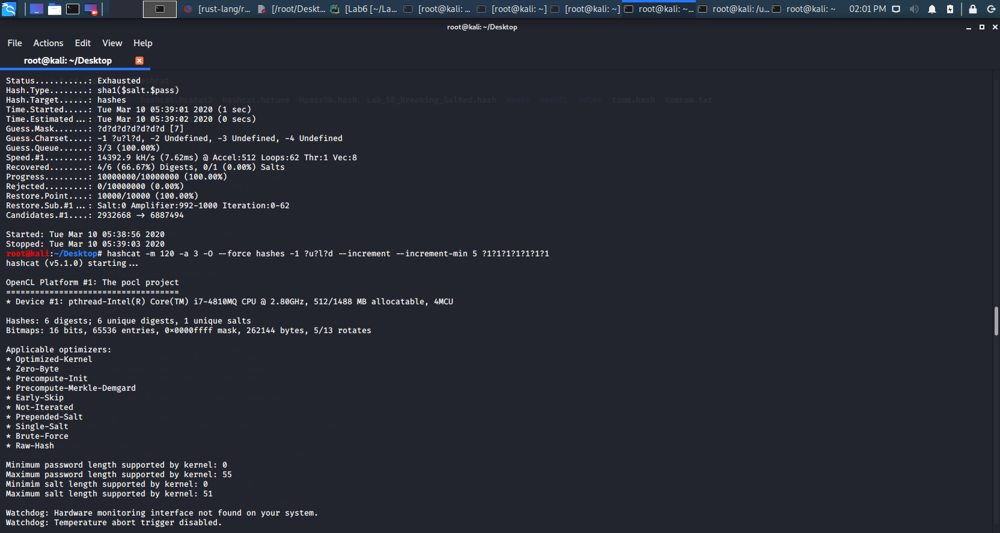 [rust-lang/r...
[/root/Deskt...
[Lab6 [~/La...
[root@kali: ...
[root@kali: ~]
[root@kali: ~]
root@kali: ~...
root@kali: /u...
root@kali: ~
02:01 PM
root@kali: ~/Desktop
File Actions Edit View Help
root@kali: ~/Desktop
Status...........: Exhausted
Hash.Type........: sha1($salt.$pass)
Hash.Target......: hashes
hashcat.hctune Hpass5b.hash Lab_5B_Breaking_Salted.hash rules tomm.hash tomtom.txt
Time.Started.....: Tue Mar 10 05:39:01 2020 (1 sec)
Time.Estimated...: Tue Mar 10 05:39:02 2020 (0 secs)
Guess.Mask.......: ?d?d?d?d?d?d?d [7]
Guess.Charset....: -1 ?u?l?d, -2 Undefined, -3 Undefined, -4 Undefined
Guess.Queue......: 3/3 (100.00%)
Speed.#1.........: 14392.9 kH/s (7.62ms) @ Accel:512 Loops:62 Thr:1 Vec:8
Recovered........: 4/6 (66.67%) Digests, 0/1 (0.00%) Salts
Progress.........: 10000000/10000000 (100.00%)
Rejected.........: 0/10000000 (0.00%)
Restore.Point....: 10000/10000 (100.00%)
Restore.Sub.#1...: Salt:0 Amplifier:992-1000 Iteration:0-62
Candidates.#1....: 2932668 -> 6887494
Started: Tue Mar 10 05:38:56 2020
Stopped: Tue Mar 10 05:39:03 2020
root@kali:~/Desktop# hashcat -m 120 -a 3 -O --force hashes -1 ?u?l?d --increment --increment-min 5 ?1?1?1?1?1?1?1
hashcat (v5.1.0) starting...
OpenCL Platform #1: The pocl project
====================================
* Device #1: pthread-Intel(R) Core(TM) i7-4810MQ CPU @ 2.80GHz, 512/1488 MB allocatable, 4MCU
Hashes: 6 digests; 6 unique digests, 1 unique salts
Bitmaps: 16 bits, 65536 entries, 0x0000ffff mask, 262144 bytes, 5/13 rotates
Applicable optimizers:
* Optimized-Kernel
* Zero-Byte
* Precompute-Init
* Precompute-Merkle-Demgard
* Early-Skip
* Not-Iterated
* Prepended-Salt
* Single-Salt
* Brute-Force
* Raw-Hash
Minimum password length supported by kernel: 0
Maximum password length supported by kernel: 55
Minimim salt length supported by kernel: 0
Maximum salt length supported by kernel: 51
Watchdog: Hardware monitoring interface not found on your system.
Watchdog: Temperature abort trigger disabled.